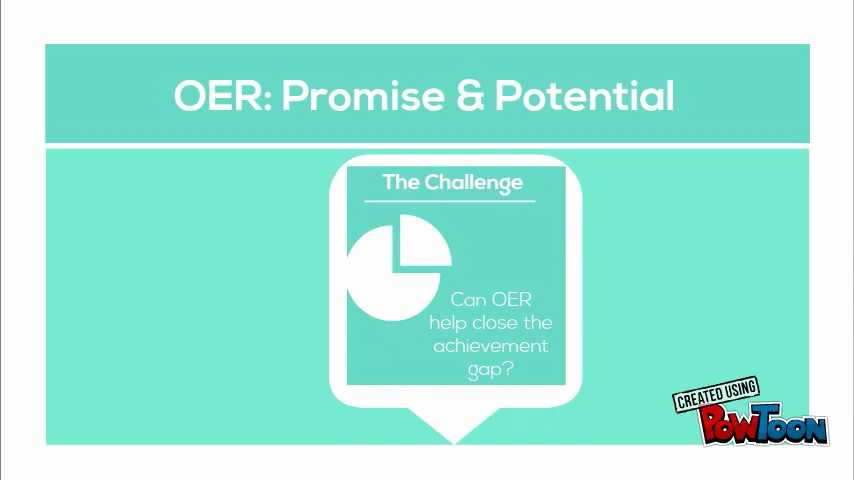 OER: Promise & Potential
The Challenge
Can OER
help close the
achievement
gap?
CREATED USING
POWTOON